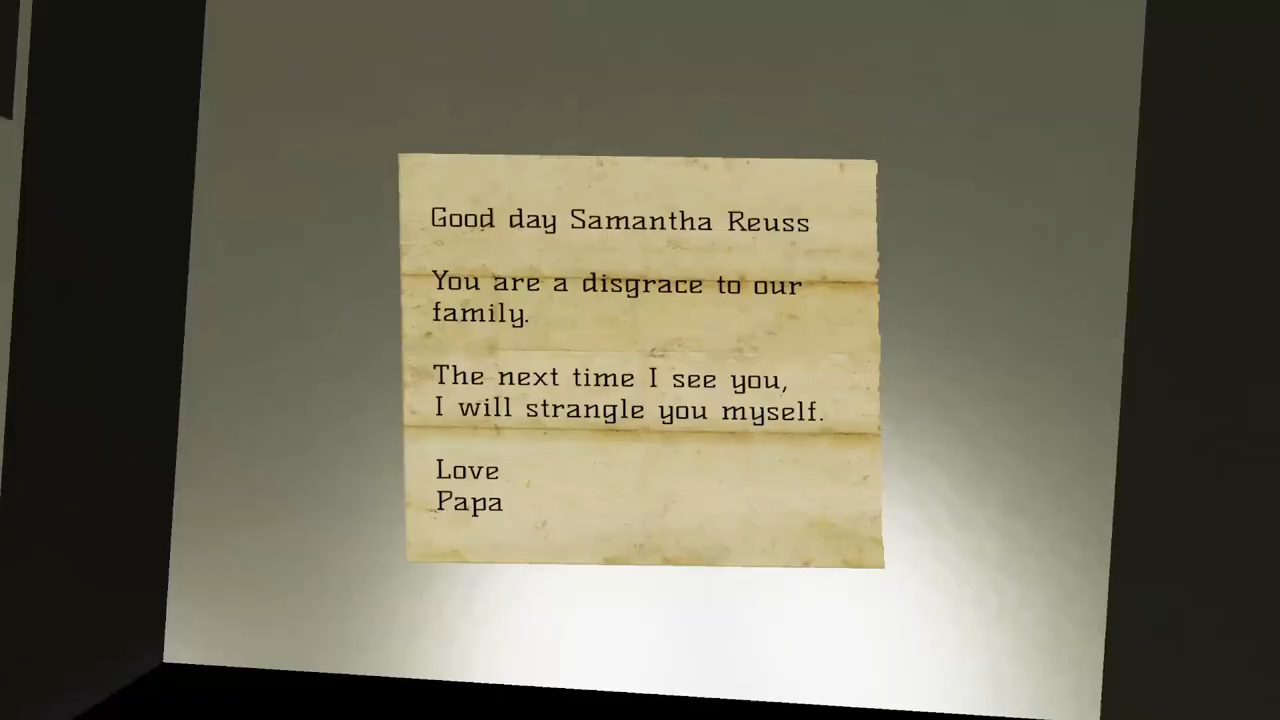 Good day Samantha Reuss
You are a disgrace to our
family.
The next time I see you,
I will strangle you myself.
Love
Papa